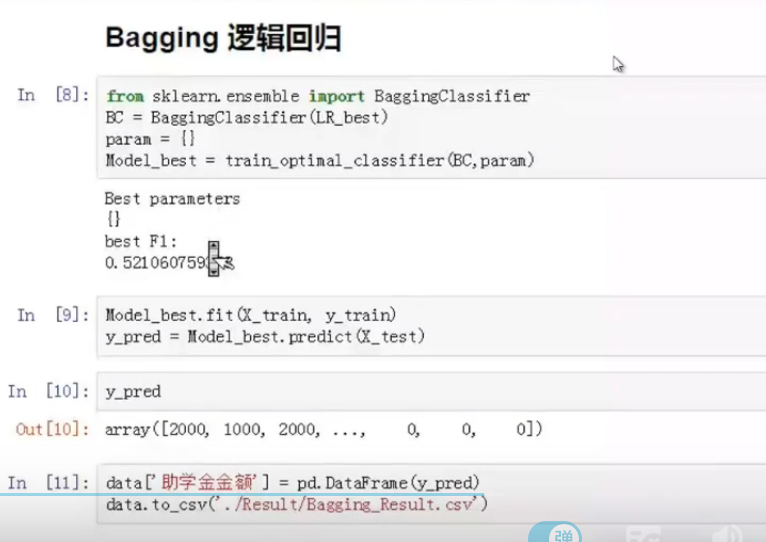 Bagging 逻辑回归
In [8]: from sklearn.ensemble import BaggingClassifier
BC = BaggingClassifier(LR_best)
param = {}
Model_best = train_optimal_classifier(BC,param)
Best parameters
{}
best F1:
In [9]: Model_best.fit(X_train, y_train)
y_pred = Model_best.predict(X_test)
In [10]: y_pred
Out[10]: array([2000, 1000, 2000, ..., 0, 0, 0])
In [11]: data['助学金金额'] = pd.DataFrame(y_pred)
data.to_csv('./Result/Bagging_Result.csv')
弹